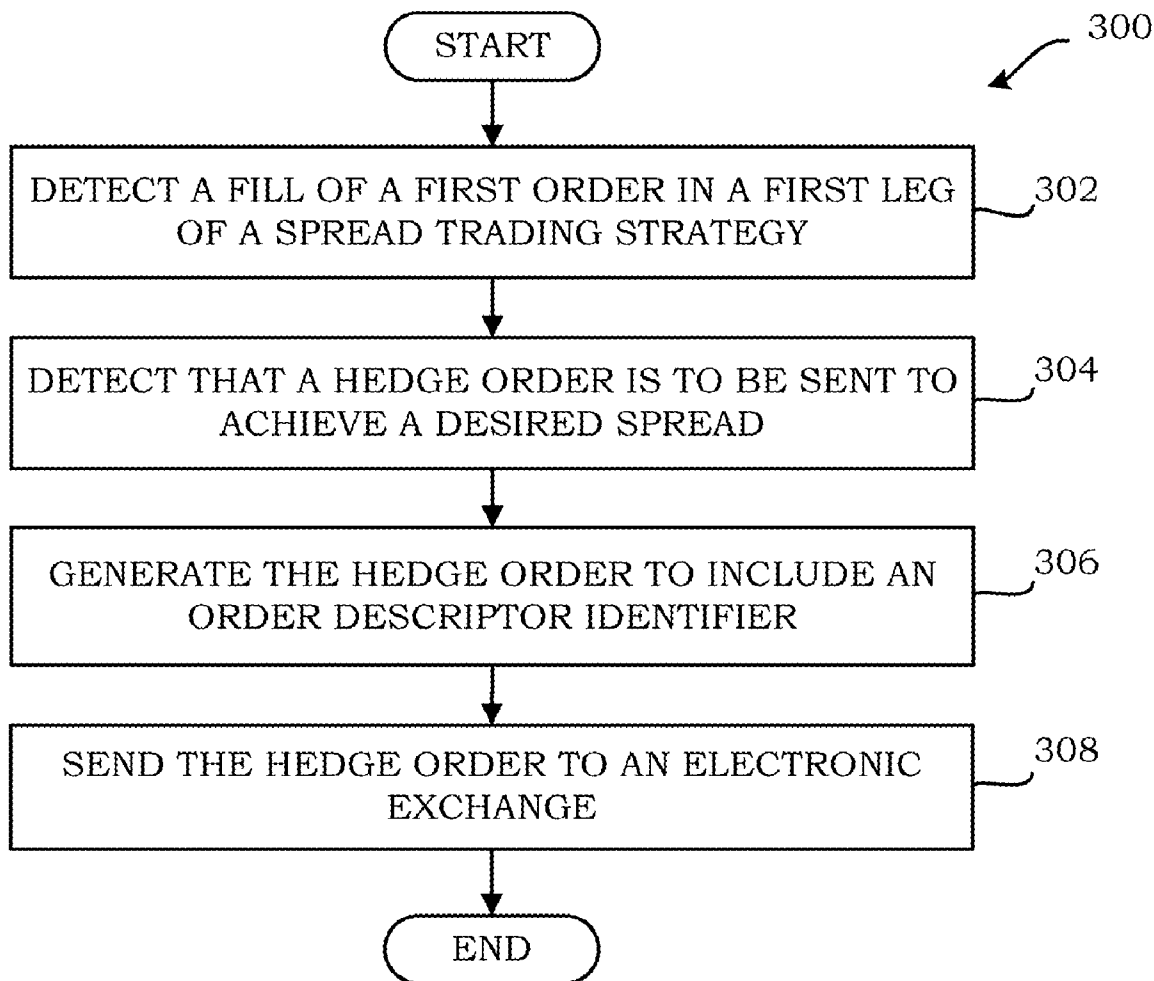 START
300
DETECT A FILL OF A FIRST ORDER IN A FIRST LEG
OF A SPREAD TRADING STRATEGY
302
DETECT THAT A HEDGE ORDER IS TO BE SENT TO
ACHIEVE A DESIRED SPREAD
304
GENERATE THE HEDGE ORDER TO INCLUDE AN
ORDER DESCRIPTOR IDENTIFIER
306
SEND THE HEDGE ORDER TO AN ELECTRONIC
EXCHANGE
308
END